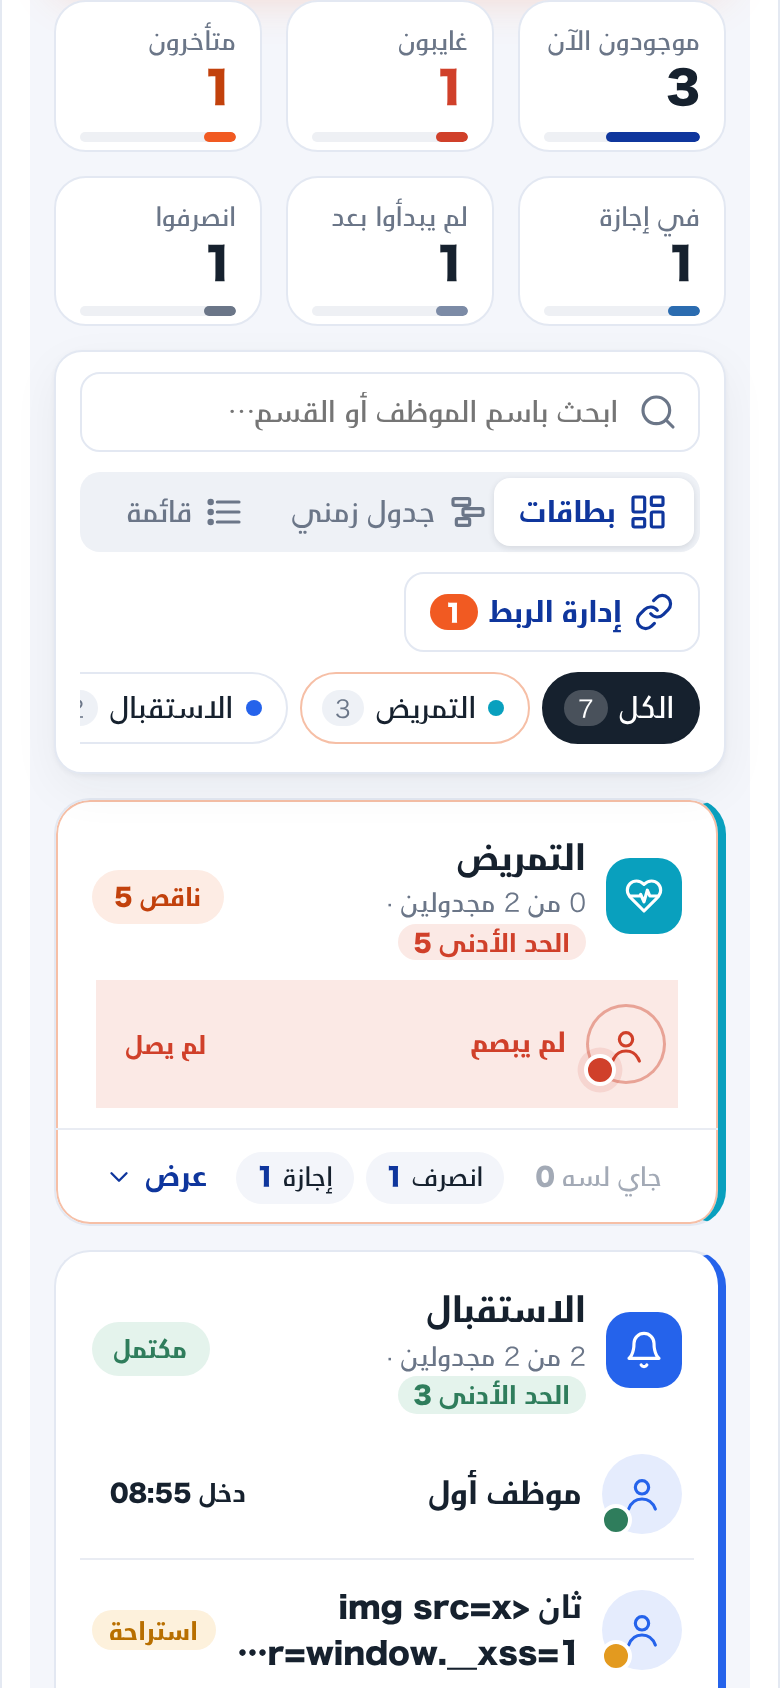 موجودون الآن
غايبون
متأخرون
3
1
1
في إجازة
لم يبدأوا بعد
انصرفوا
1
1
1
ابحث باسم الموظف أو القسم…
بطاقات
جدول زمني
قائمة
إدارة الربط 1
الكل 7
التمريض 3
الاستقبال
التمريض
0 من 2 مجدولين ·
الحد الأدنى 5
ناقص 5
لم يبصم
لم يصل
جاي لسه 0
انصرف 1
إجازة 1
عرض
الاستقبال
2 من 2 مجدولين ·
الحد الأدنى 3
مكتمل
موظف أول
دخل 08:55
ثان <img src=x
r=window.__xss=1…
استراحة